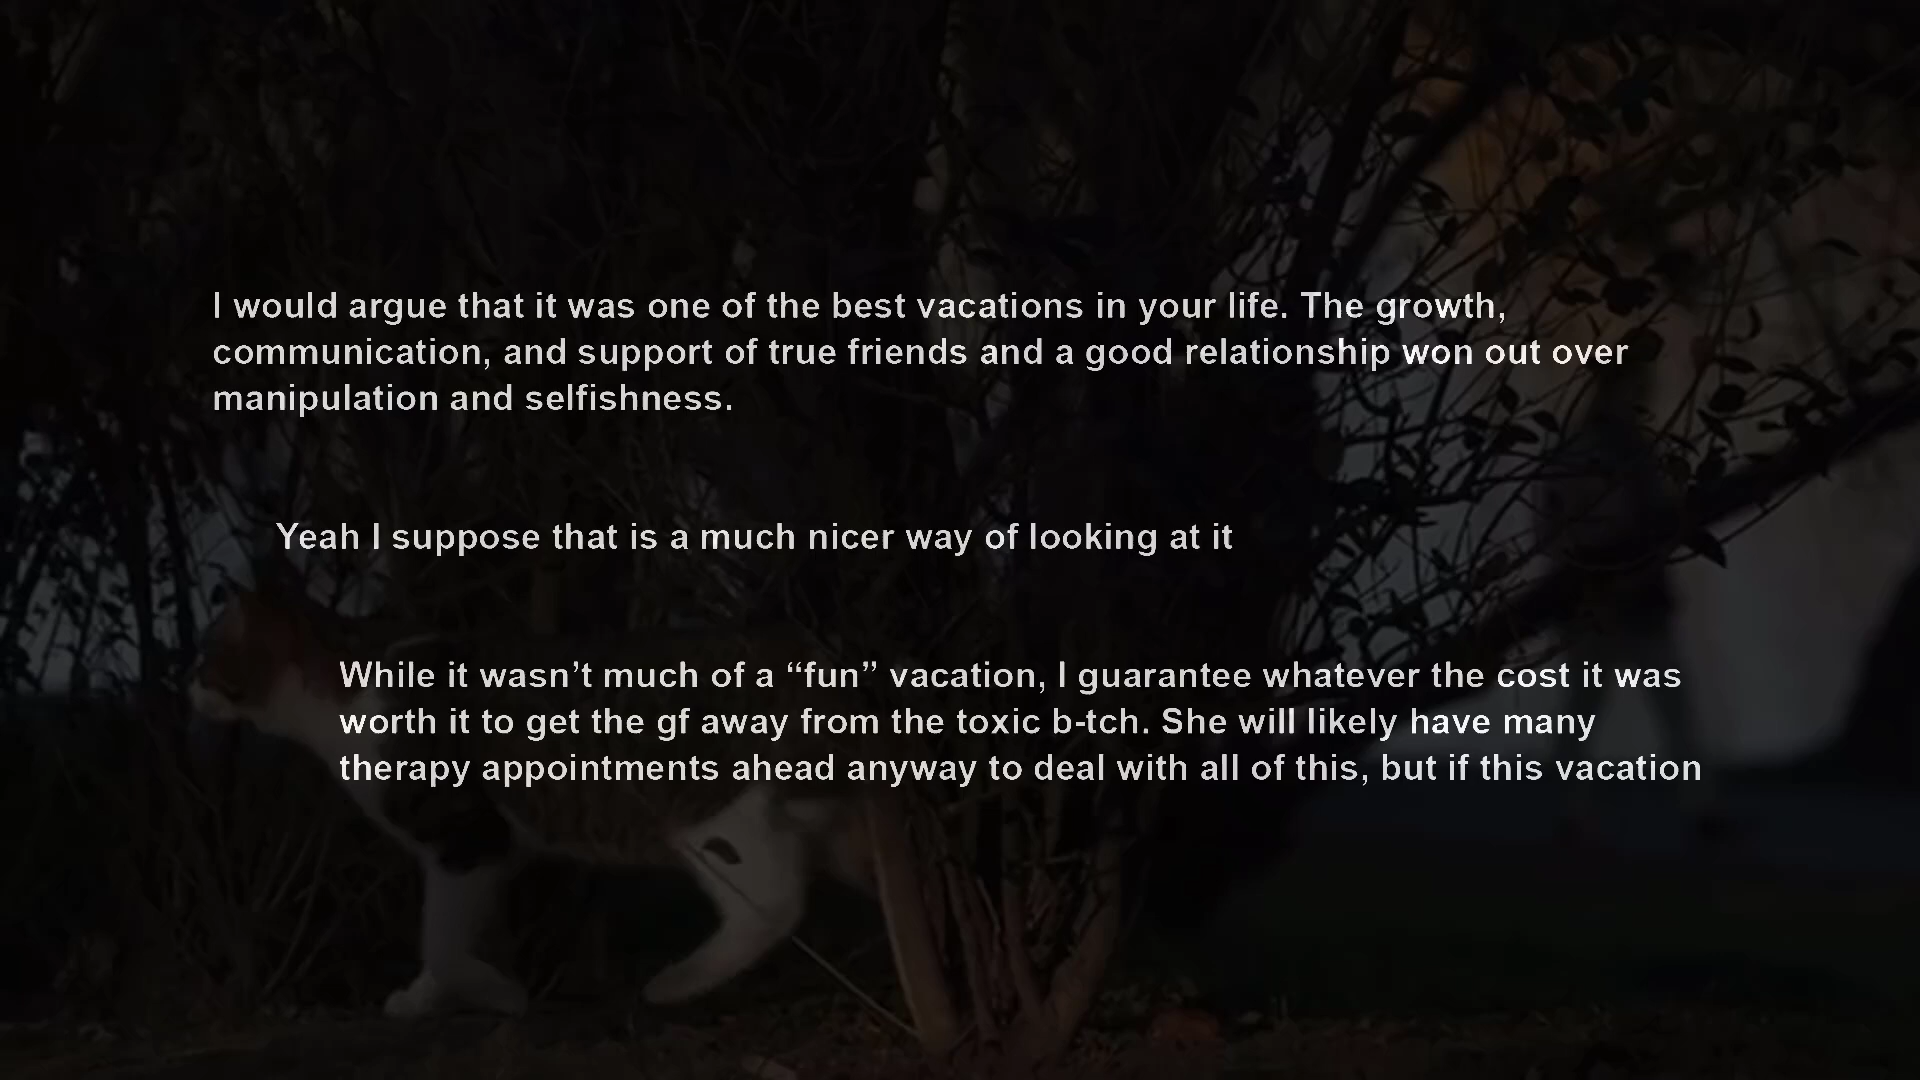 I would argue that it was one of the best vacations in your life. The growth,
communication, and support of true friends and a good relationship won out over
manipulation and selfishness.
Yeah I suppose that is a much nicer way of looking at it
While it wasn’t much of a “fun” vacation, I guarantee whatever the cost it was
worth it to get the gf away from the toxic b-tch. She will likely have many
therapy appointments ahead anyway to deal with all of this, but if this vacation